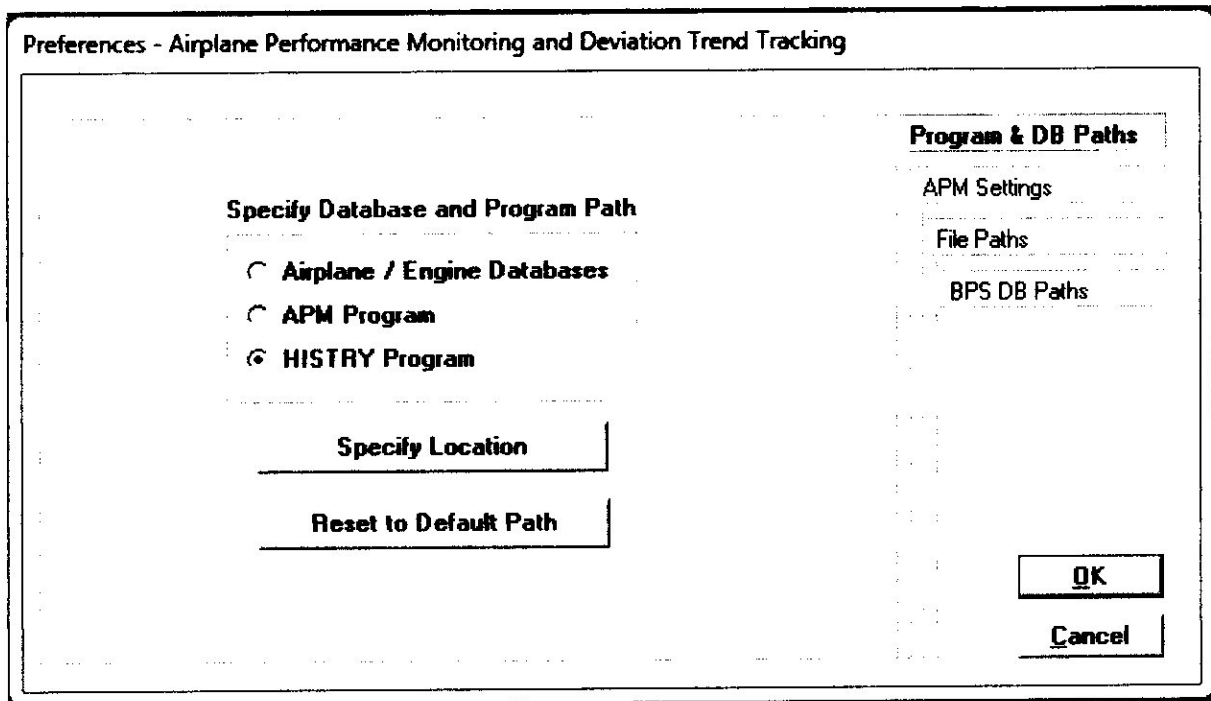 Preferences - Airplane Performance Monitoring and Deviation Trend Tracking
Program & DB Paths
APM Settings
File Paths
BPS DB Paths
Specify Database and Program Path
Airplane / Engine Databases
APM Program
HISTRY Program
Specify Location
Reset to Default Path
OK
Cancel